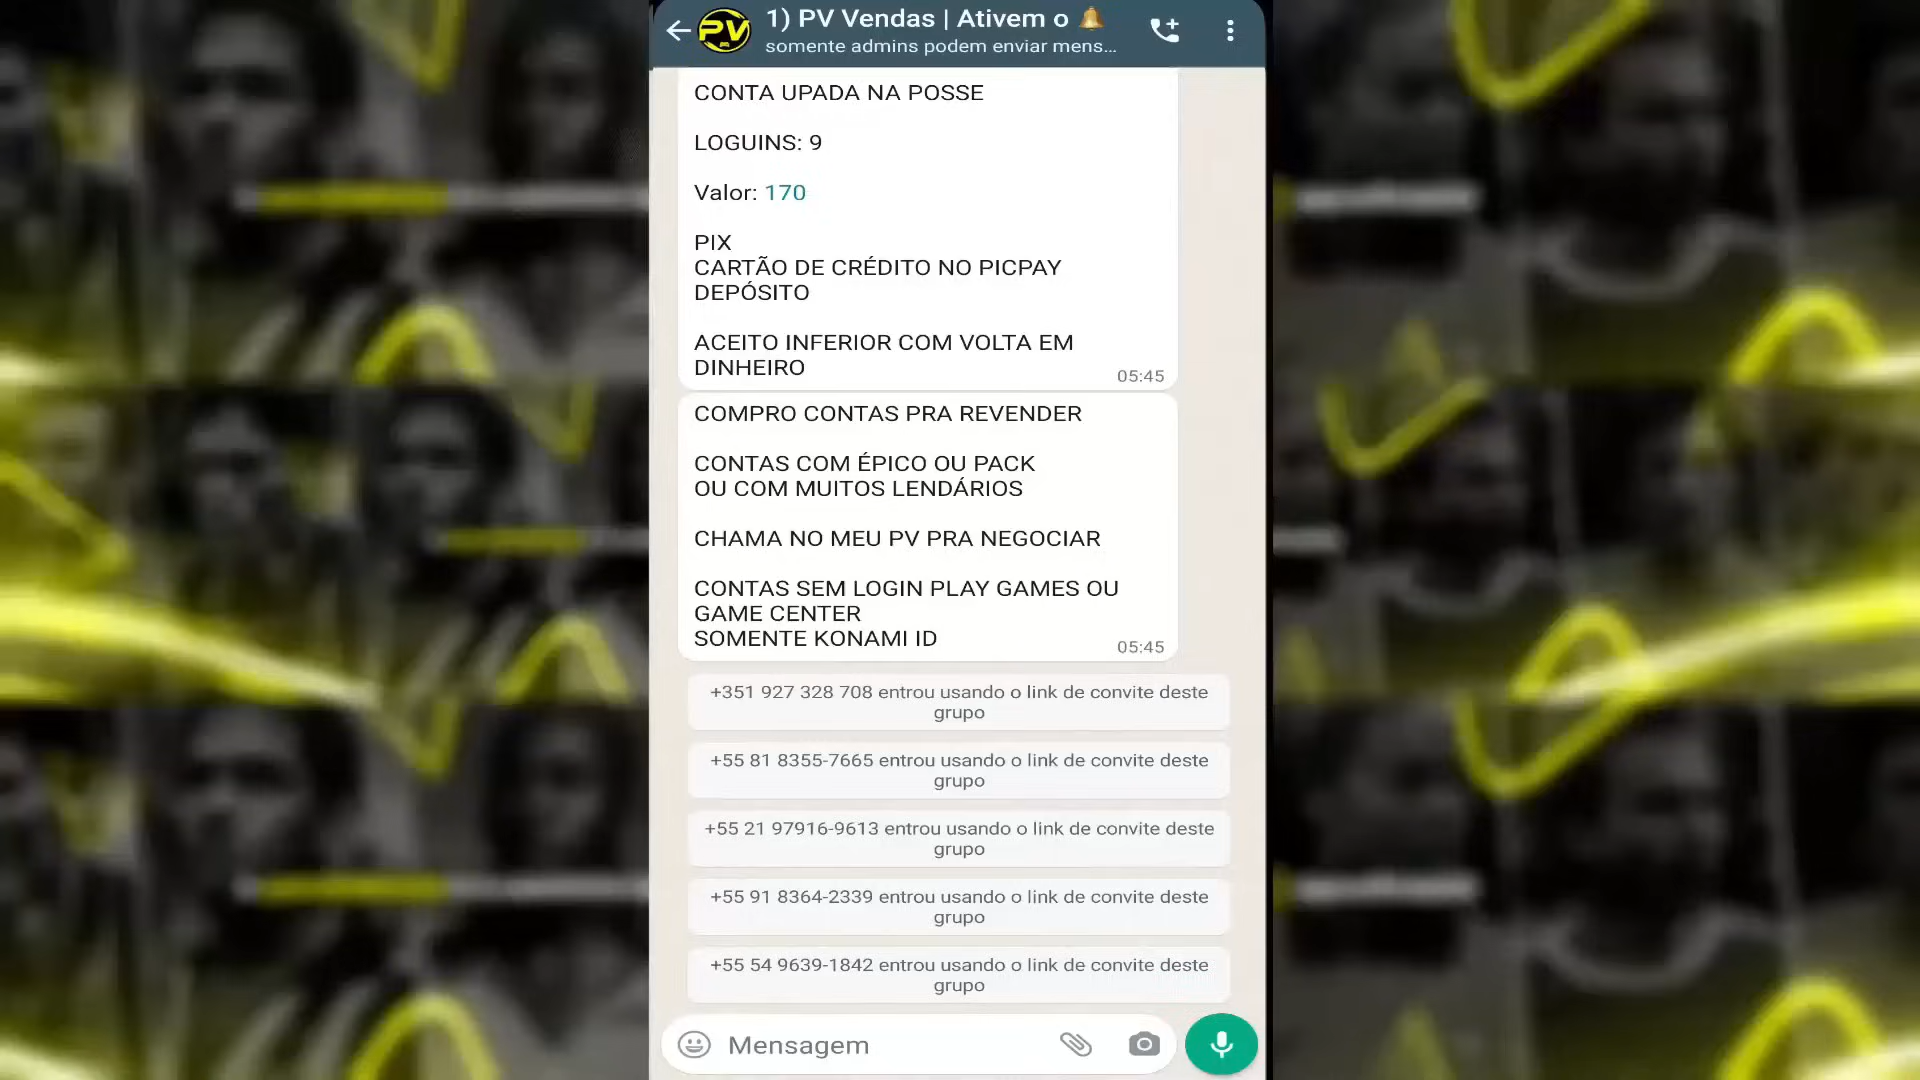 PV
1) PV Vendas | Ativem o 🔔
somente admins podem enviar mens...
CONTA UPADA NA POSSE
LOGUINS: 9
Valor: 170
PIX
CARTÃO DE CRÉDITO NO PICPAY
DEPÓSITO
ACEITO INFERIOR COM VOLTA EM
DINHEIRO
05:45
COMPRO CONTAS PRA REVENDER
CONTAS COM ÉPICO OU PACK
OU COM MUITOS LENDÁRIOS
CHAMA NO MEU PV PRA NEGOCIAR
CONTAS SEM LOGIN PLAY GAMES OU
GAME CENTER
SOMENTE KONAMI ID
05:45
+351 927 328 708 entrou usando o link de convite deste
grupo
+55 81 8355-7665 entrou usando o link de convite deste
grupo
+55 21 97916-9613 entrou usando o link de convite deste
grupo
+55 91 8364-2339 entrou usando o link de convite deste
grupo
+55 54 9639-1842 entrou usando o link de convite deste
grupo
Mensagem